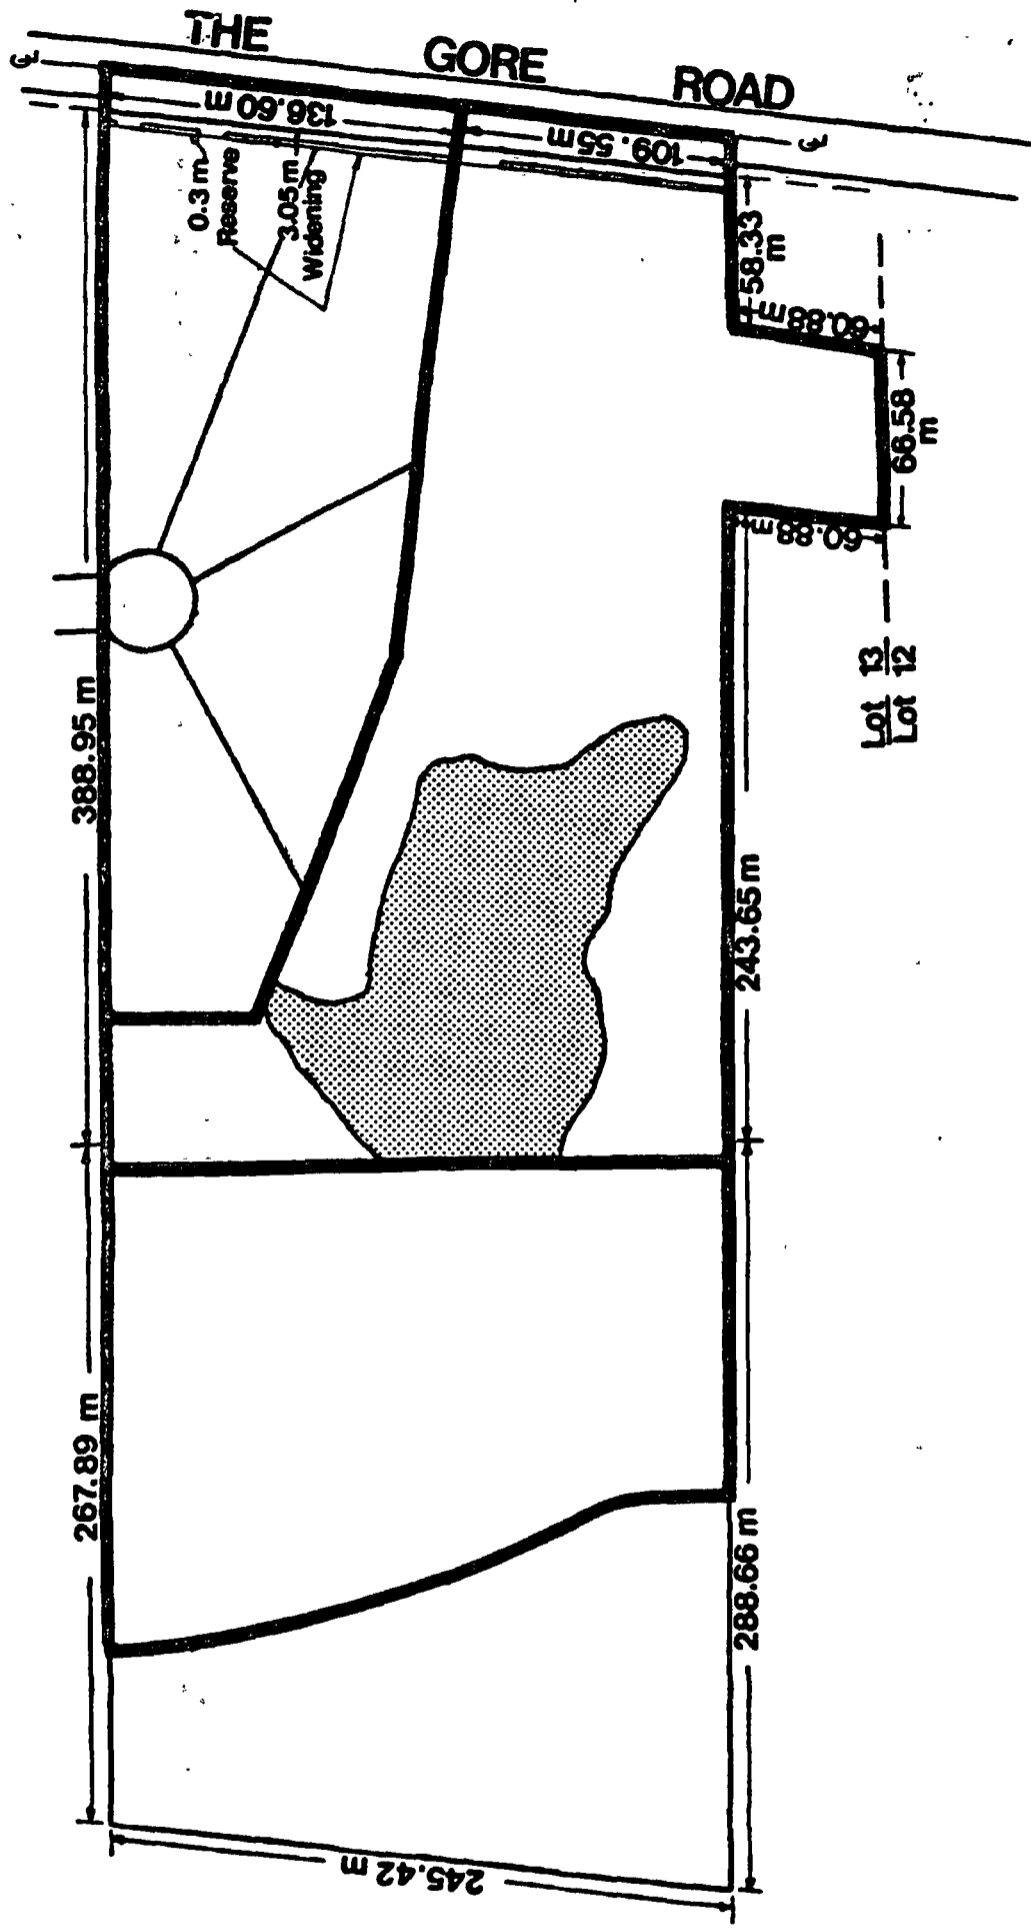 THE GORE ROAD
℄
℄
136.60 m
109.55 m
0.3 m
Reserve
3.05 m
Widening
58.33
m
60.88 m
66.58
m
60.88 m
Lot 13
Lot 12
388.95 m
243.65 m
267.89 m
288.66 m
245.42 m